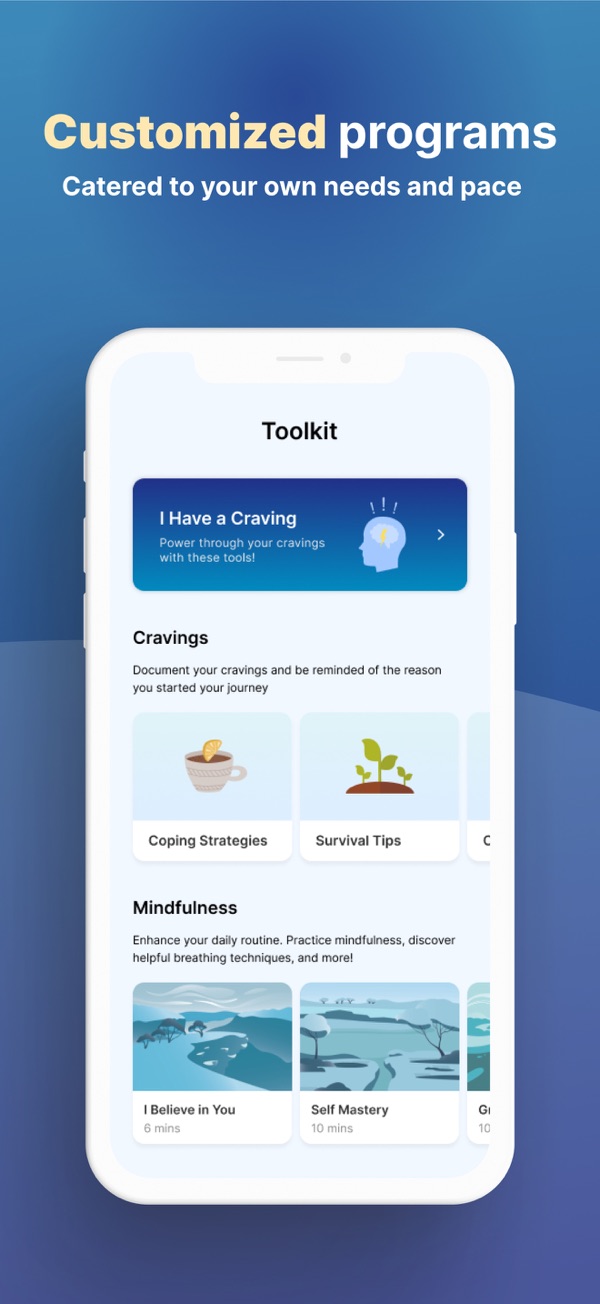 Customized programs
Catered to your own needs and pace
Toolkit
I Have a Craving
Power through your cravings
with these tools!
Cravings
Document your cravings and be reminded of the reason
you started your journey
Coping Strategies
Survival Tips
Mindfulness
Enhance your daily routine. Practice mindfulness, discover
helpful breathing techniques, and more!
I Believe in You
Self Mastery
6 mins
10 mins
10